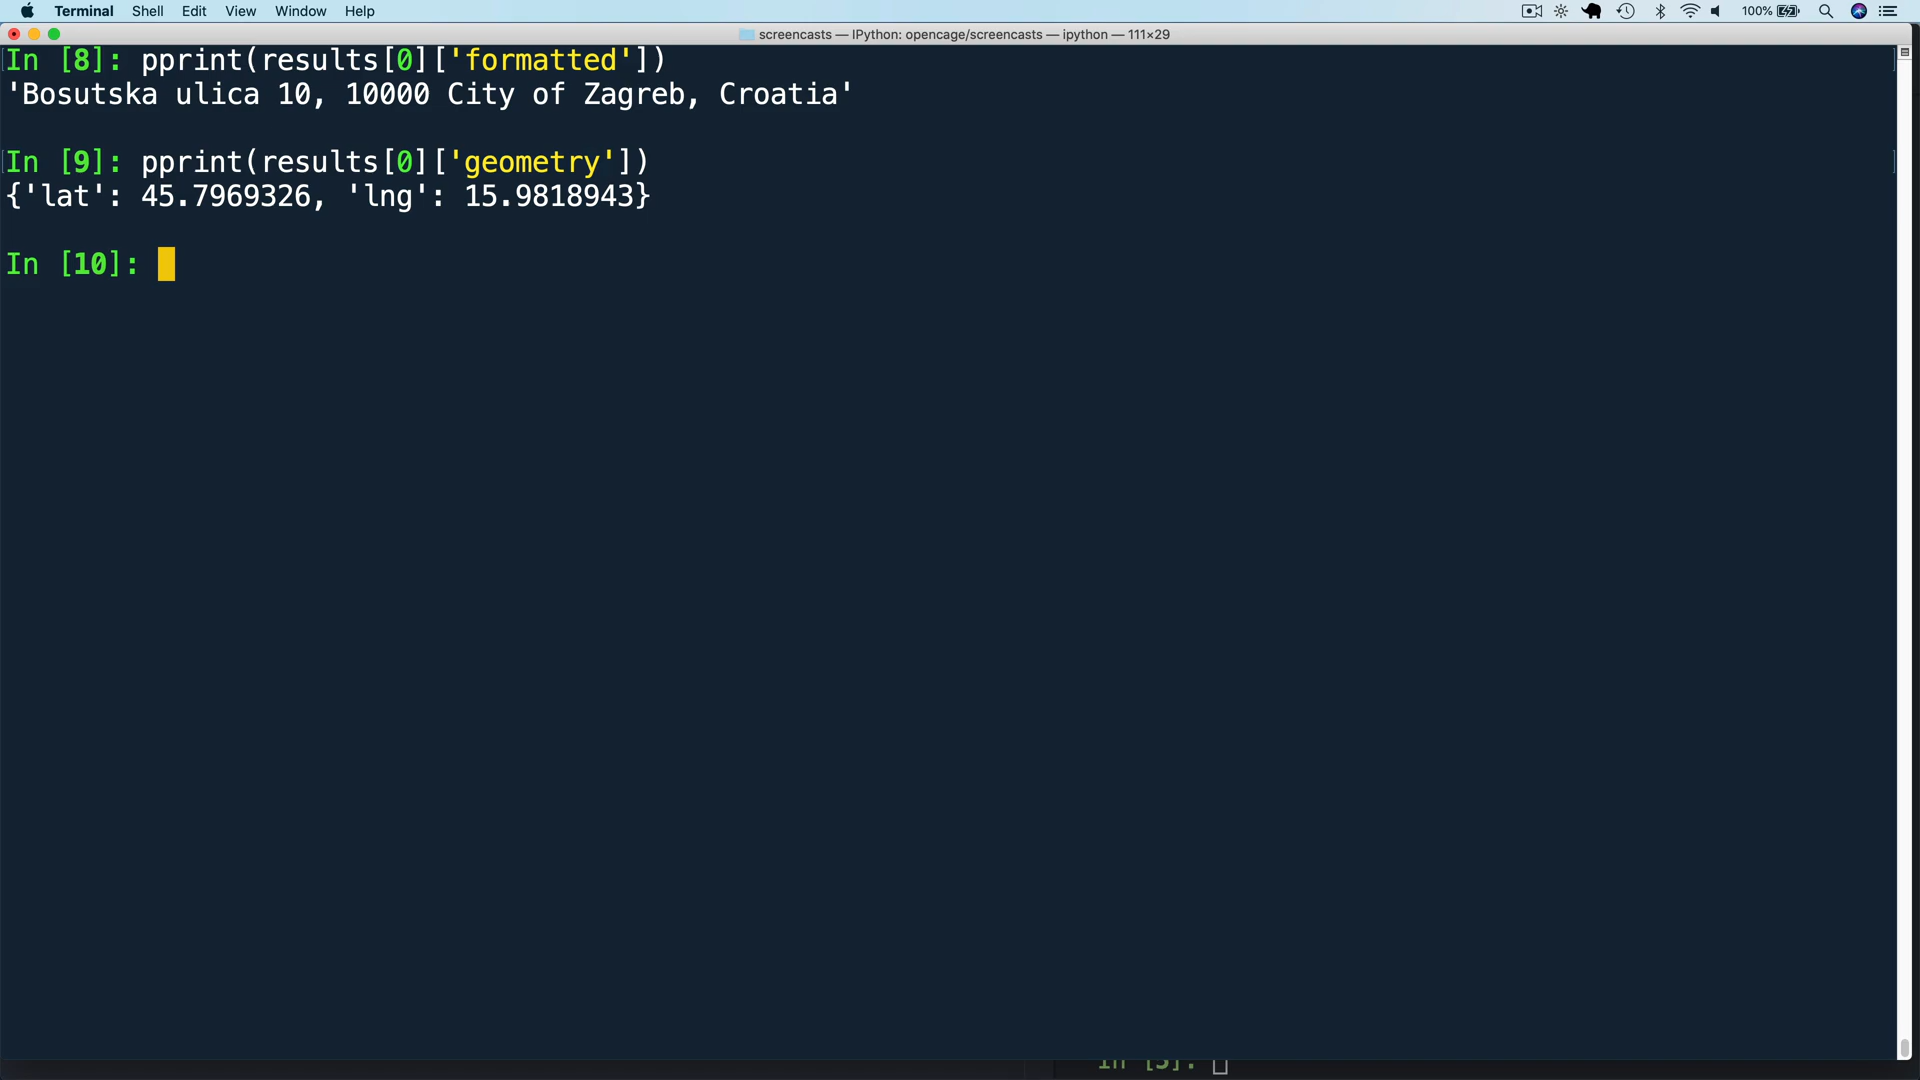 Terminal Shell Edit View Window Help 100%
screencasts — IPython: opencage/screencasts — ipython — 111×29
In [8]: pprint(results[0]['formatted'])
'Bosutska ulica 10, 10000 City of Zagreb, Croatia'
In [9]: pprint(results[0]['geometry'])
{'lat': 45.7969326, 'lng': 15.9818943}
In [10]:
In [5]: